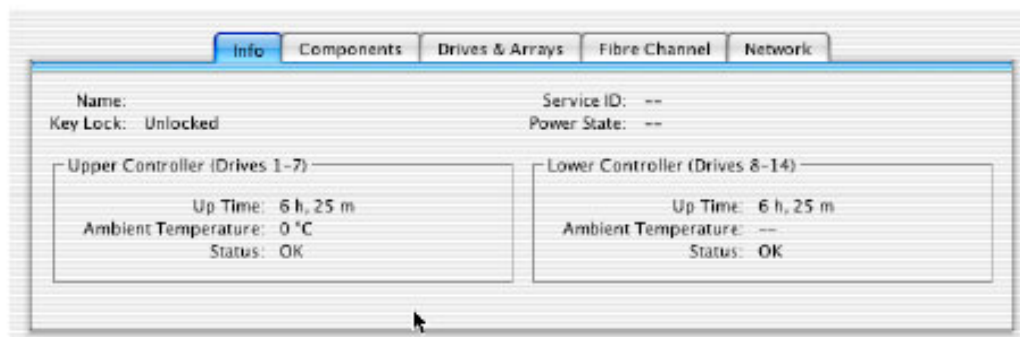 Info Components Drives & Arrays Fibre Channel Network
Name: Service ID: --
Key Lock: Unlocked Power State: --
Upper Controller (Drives 1-7) Lower Controller (Drives 8-14)
Up Time: 6 h, 25 m Up Time: 6 h, 25 m
Ambient Temperature: 0 °C Ambient Temperature: --
Status: OK Status: OK